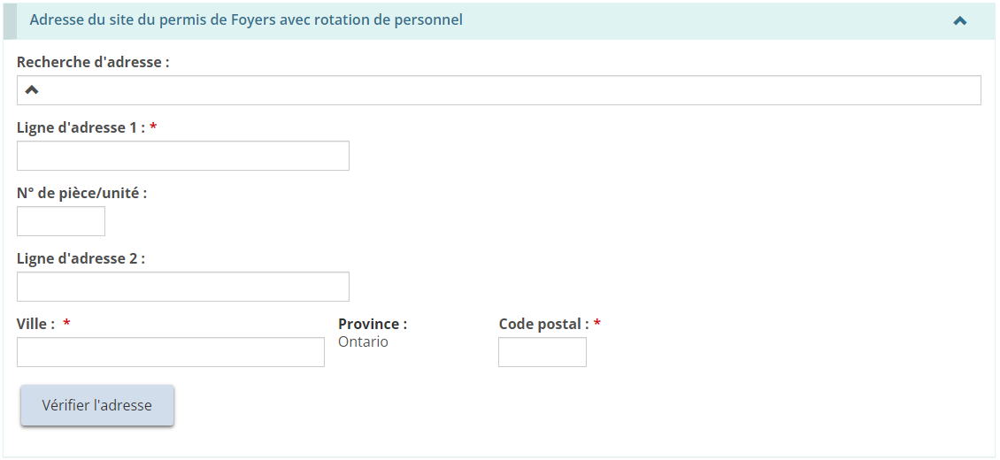 Adresse du site du permis de Foyers avec rotation de personnel
Recherche d'adresse :
Ligne d'adresse 1 : *
N° de pièce/unité :
Ligne d'adresse 2 :
Ville : * Province : Code postal : *
Ontario
Vérifier l'adresse